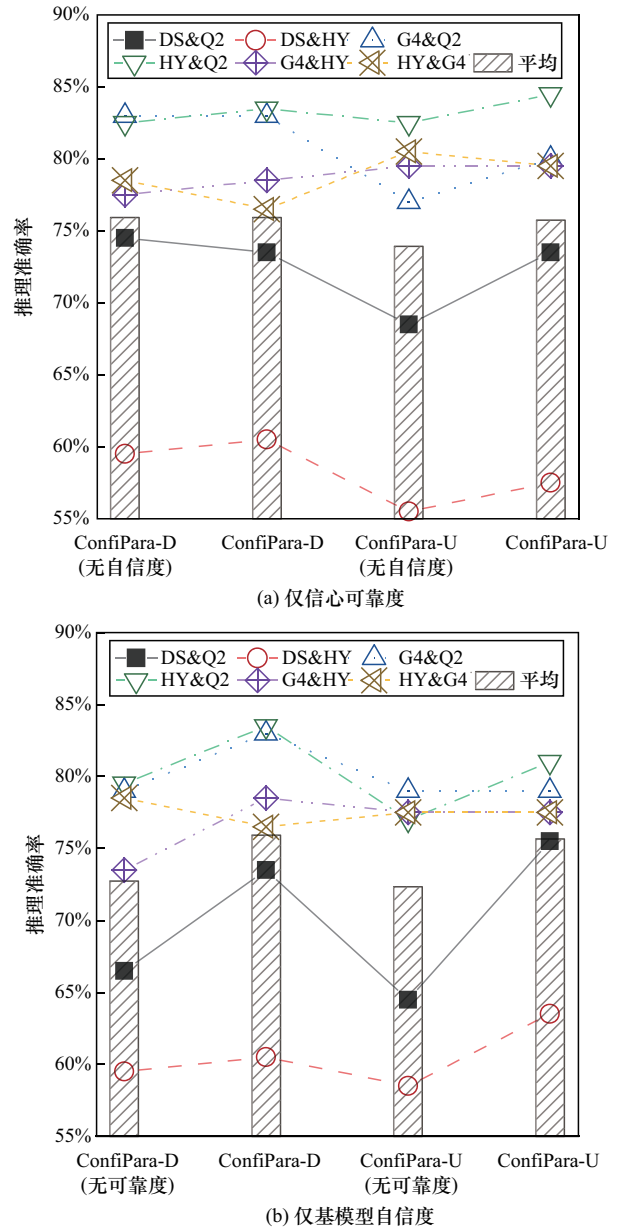 90%
DS&Q2 DS&HY G4&Q2
HY&Q2 G4&HY HY&G4 平均
85%
80%
75%
70%
65%
60%
55%
推理准确率
ConfiPara-D ConfiPara-D ConfiPara-U ConfiPara-U
(无自信度) (无自信度)
(a) 仅信心可靠度
90%
DS&Q2 DS&HY G4&Q2
HY&Q2 G4&HY HY&G4 平均
85%
80%
75%
70%
65%
60%
55%
推理准确率
ConfiPara-D ConfiPara-D ConfiPara-U ConfiPara-U
(无可靠度) (无可靠度)
(b) 仅基模型自信度